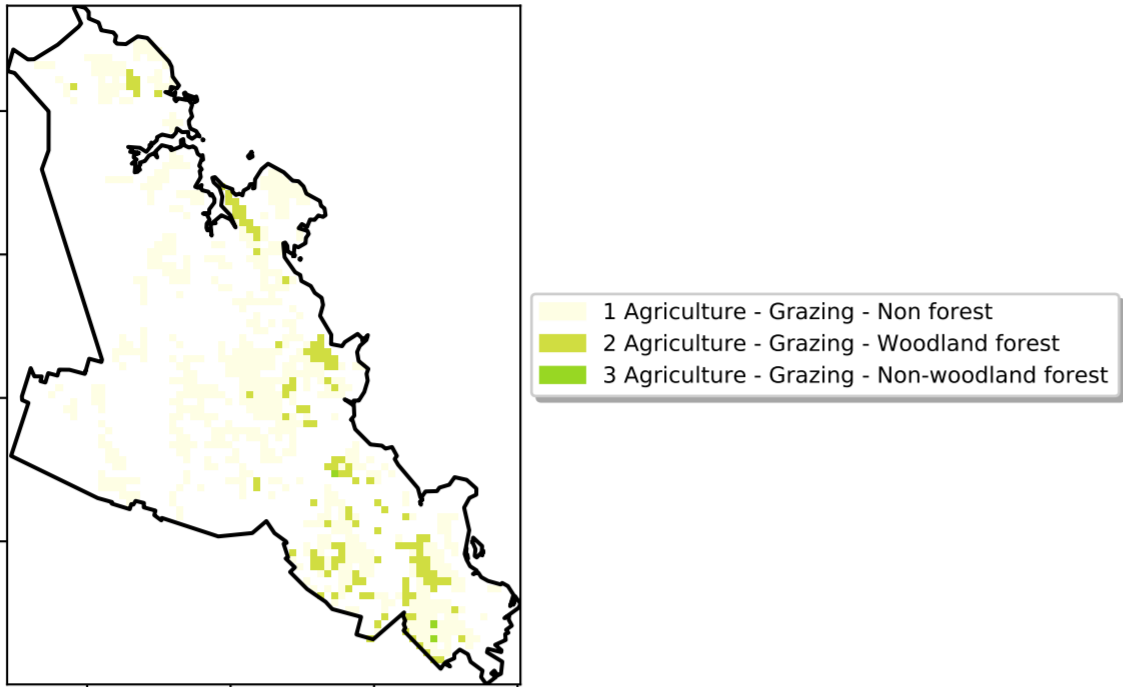 1 Agriculture - Grazing - Non forest
2 Agriculture - Grazing - Woodland forest
3 Agriculture - Grazing - Non-woodland forest